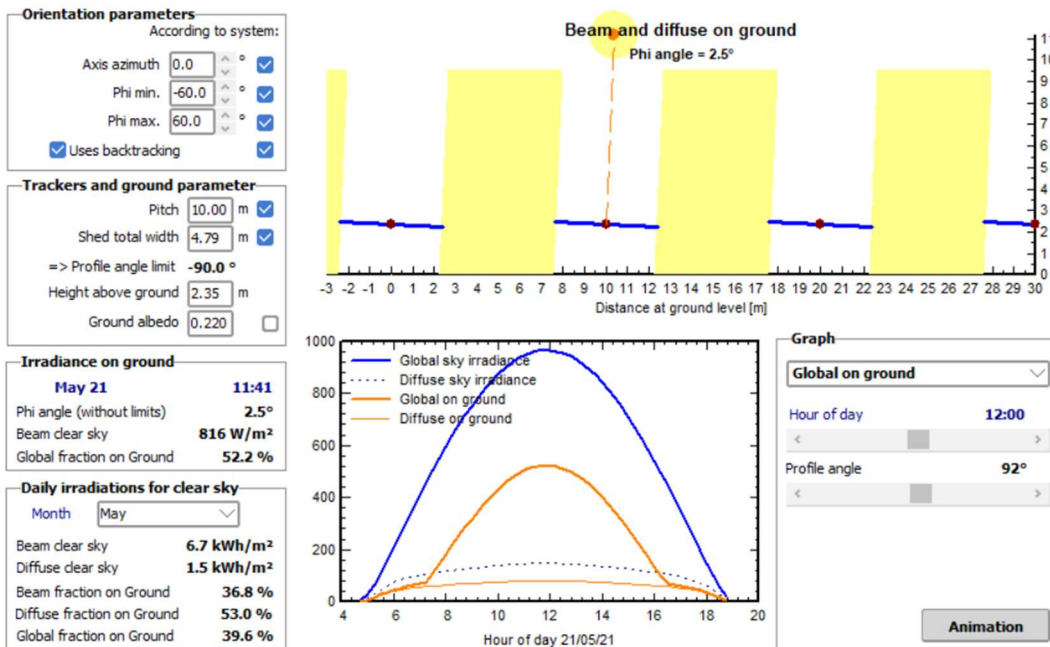 Orientation parameters
According to system:
Axis azimuth 0.0 °
Phi min. -60.0 °
Phi max. 60.0 °
Uses backtracking
Trackers and ground parameter
Pitch 10.00 m
Shed total width 4.79 m
=> Profile angle limit -90.0 °
Height above ground 2.35 m
Ground albedo 0.220
Irradiance on ground
May 21 11:41
Phi angle (without limits) 2.5°
Beam clear sky 816 W/m²
Global fraction on Ground 52.2 %
Daily irradiations for clear sky
Month May
Beam clear sky 6.7 kWh/m²
Diffuse clear sky 1.5 kWh/m²
Beam fraction on Ground 36.8 %
Diffuse fraction on Ground 53.0 %
Global fraction on Ground 39.6 %
Beam and diffuse on ground
Phi angle = 2.5°
9
8
7
6
5
4
3
2
1
0
-3 -2 -1 0 1 2 3 4 5 6 7 8 9 10 11 12 13 14 15 16 17 18 19 20 21 22 23 24 25 26 27 28 29 30
Distance at ground level [m]
1000
800
600
400
200
0
Global sky irradiance
Diffuse sky irradiance
Global on ground
Diffuse on ground
4 6 8 10 12 14 16 18 20
Hour of day 21/05/21
Graph
Global on ground
Hour of day 12:00
Profile angle 92°
Animation